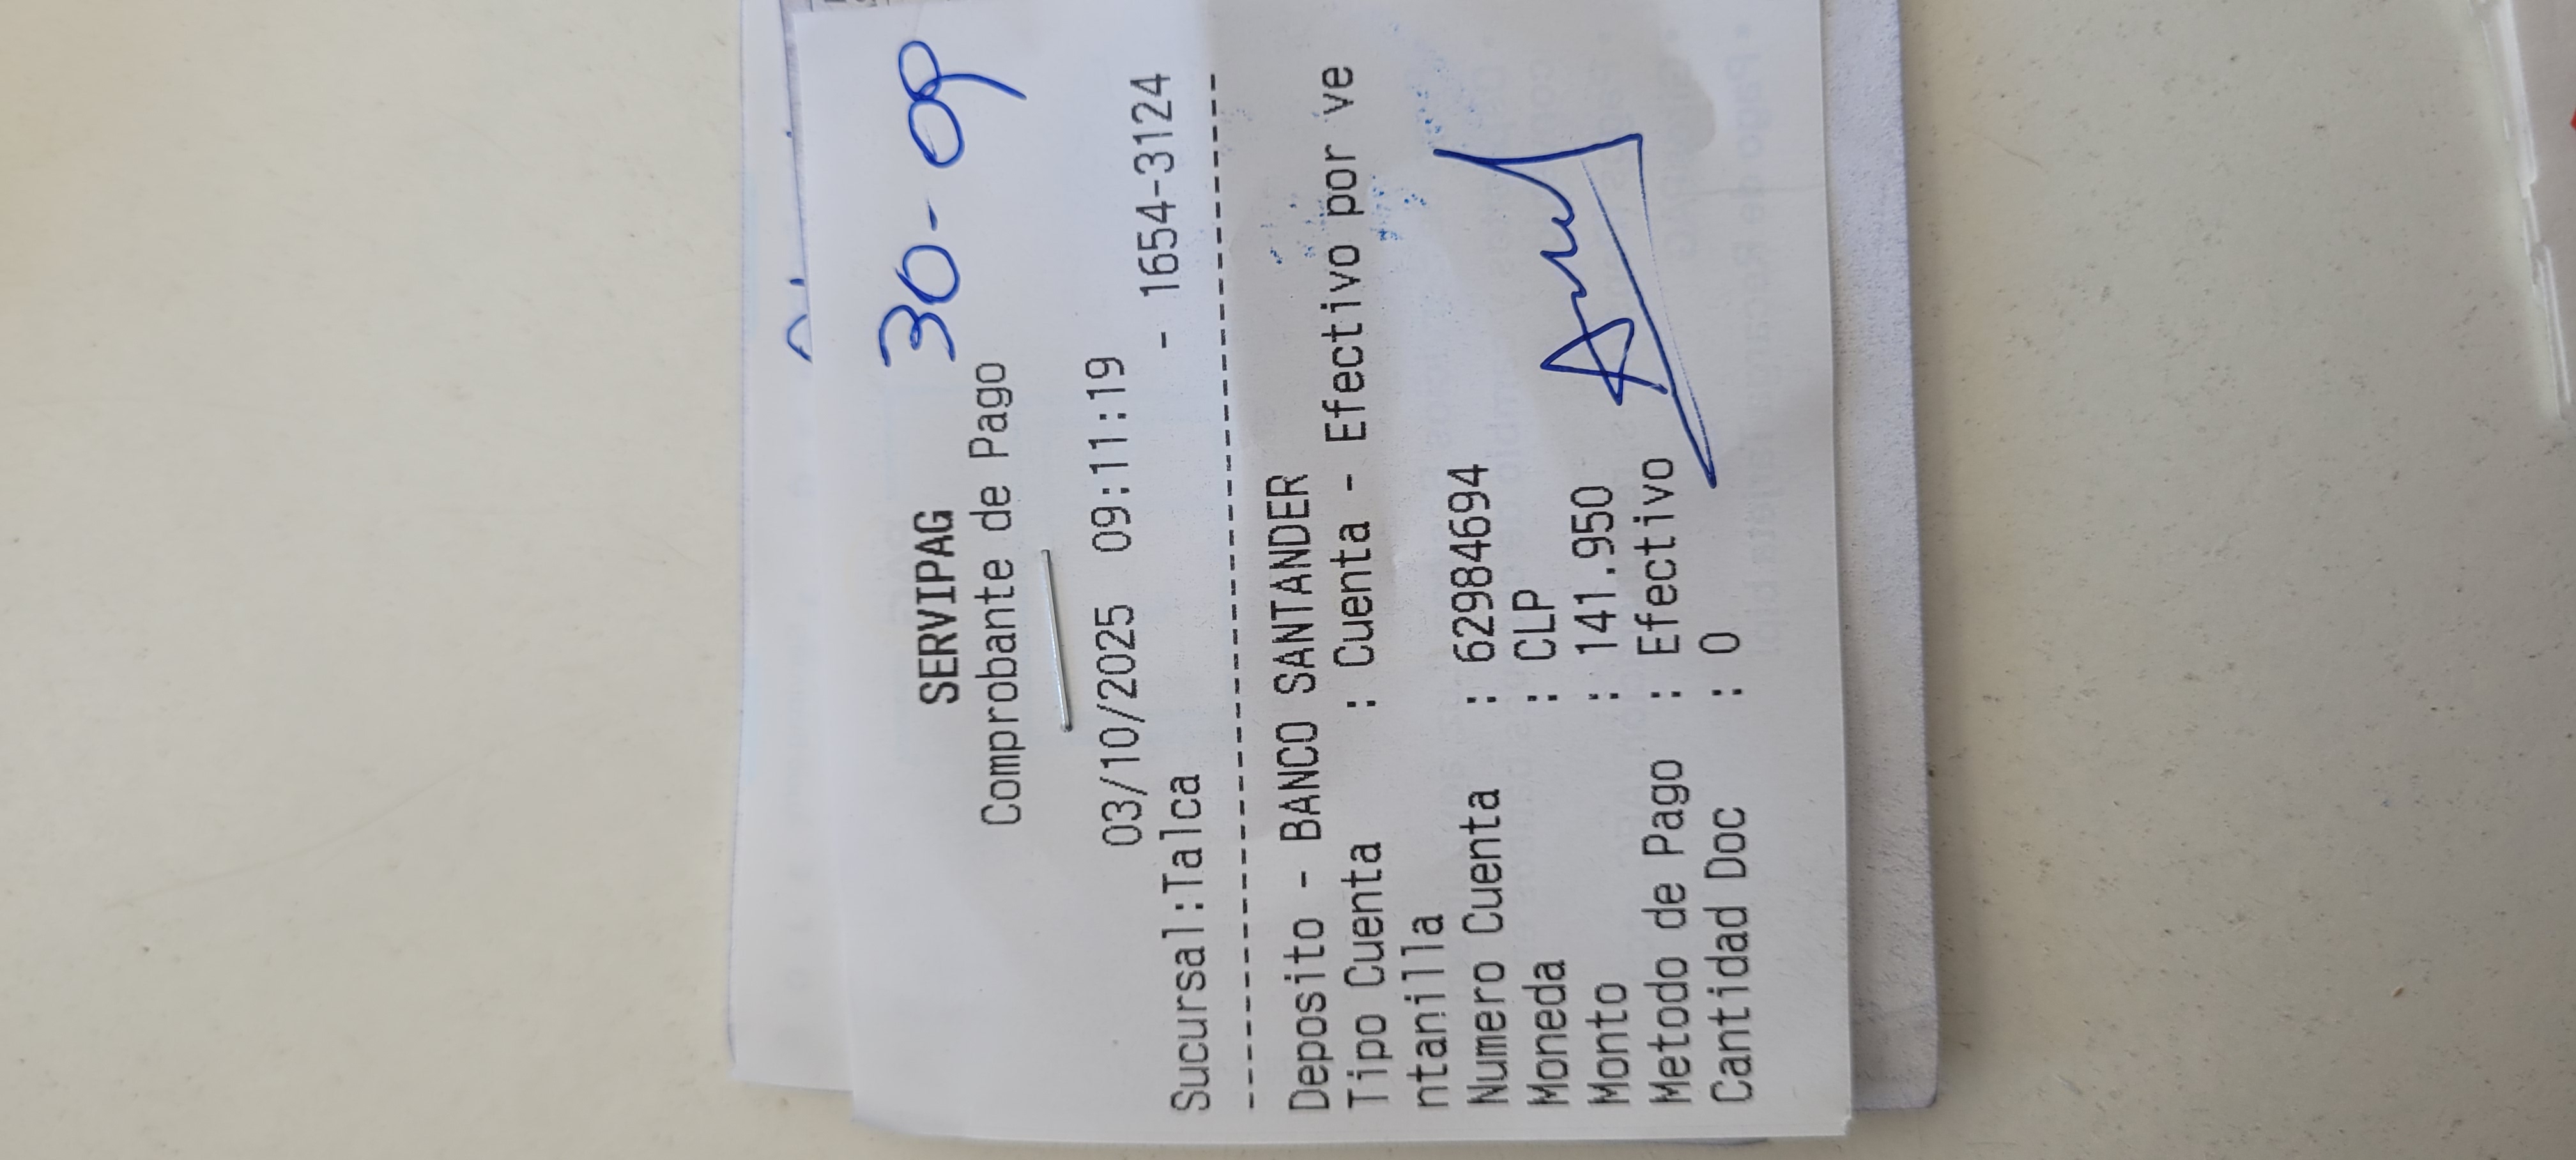 30-09
SERVIPAG
Comprobante de Pago
03/10/2025 09:11:19
Sucursal:Talca - 1654-3124
--------------------------------
Deposito - BANCO SANTANDER
Tipo Cuenta : Cuenta - Efectivo por ve
ntanilla
Numero Cuenta : 62984694
Moneda : CLP
Monto : 141.950
Metodo de Pago : Efectivo
Cantidad Doc : 0